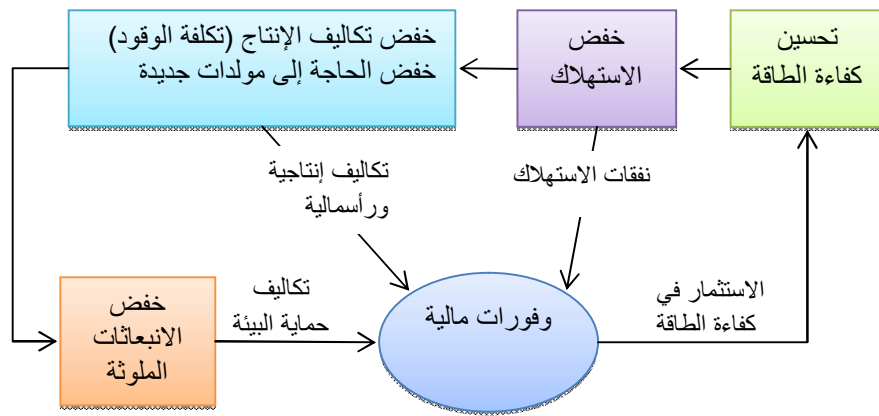 تحسين
كفاءة الطاقة
خفض
الاستهلاك
خفض تكاليف الإنتاج (تكلفة الوقود)
خفض الحاجة إلى مولدات جديدة
نفقات الاستهلاك
تكاليف إنتاجية
ورأسمالية
الاستثمار في
كفاءة الطاقة
وفورات مالية
تكاليف
حماية البيئة
خفض
الانبعاثات
الملوثة